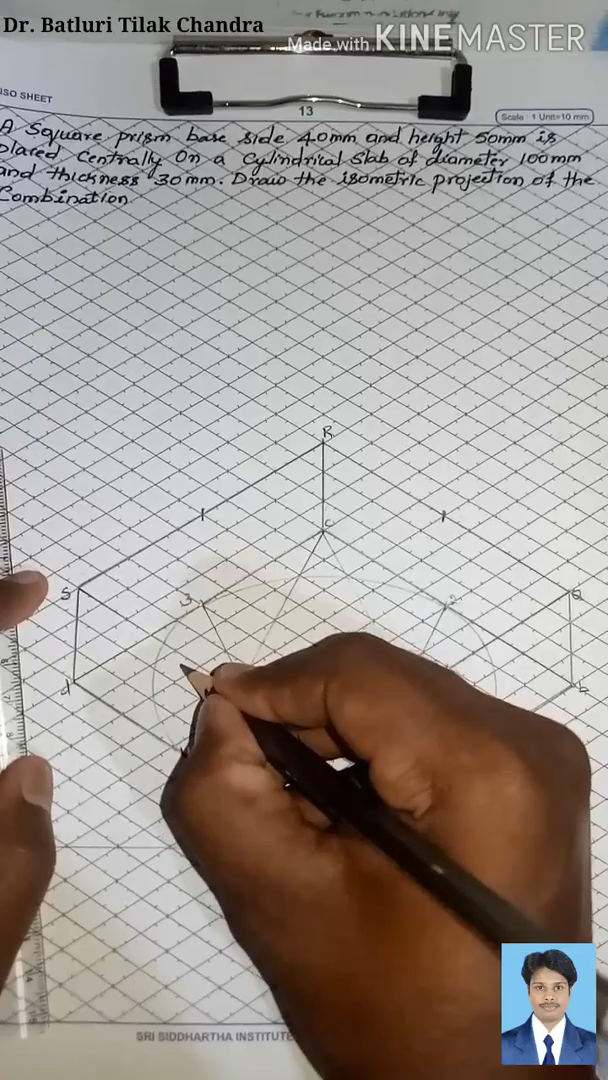 Dr. Batluri Tilak Chandra
Made with KINEMASTER
ISO SHEET
13
Scale 1 Unit=10 mm
A Square prism base side 40mm and height 50mm is
placed Centrally On a Cylindrical Slab of diameter 100mm
and thickness 30mm. Draw the isometric projection of the
Combination
R
C
S
3
2
Q
d
b
SRI SIDDHARTHA INSTITUTE